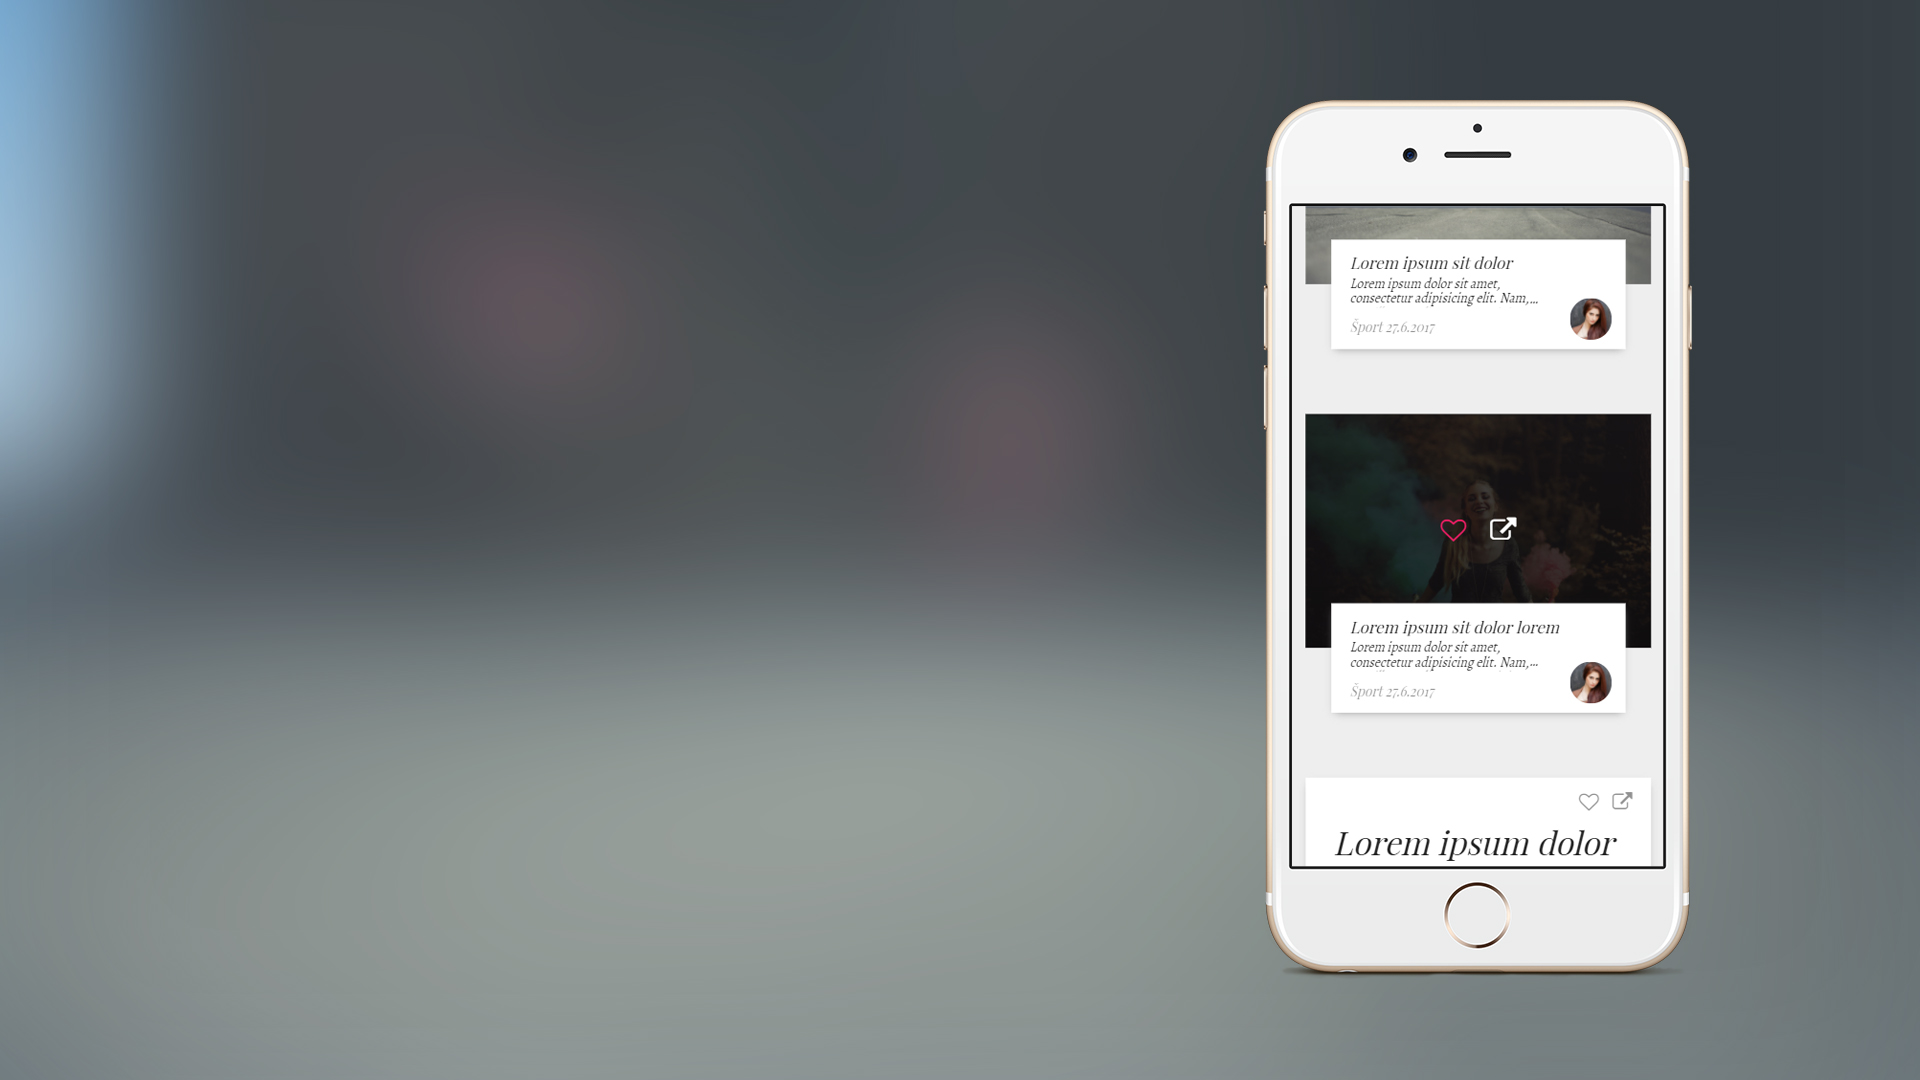 Lorem ipsum sit dolor
Lorem ipsum dolor sit amet,
consectetur adipisicing elit. Nam,...
Šport 27.6.2017
Lorem ipsum sit dolor lorem
Lorem ipsum dolor sit amet,
consectetur adipisicing elit. Nam,...
Šport 27.6.2017
Lorem ipsum dolor